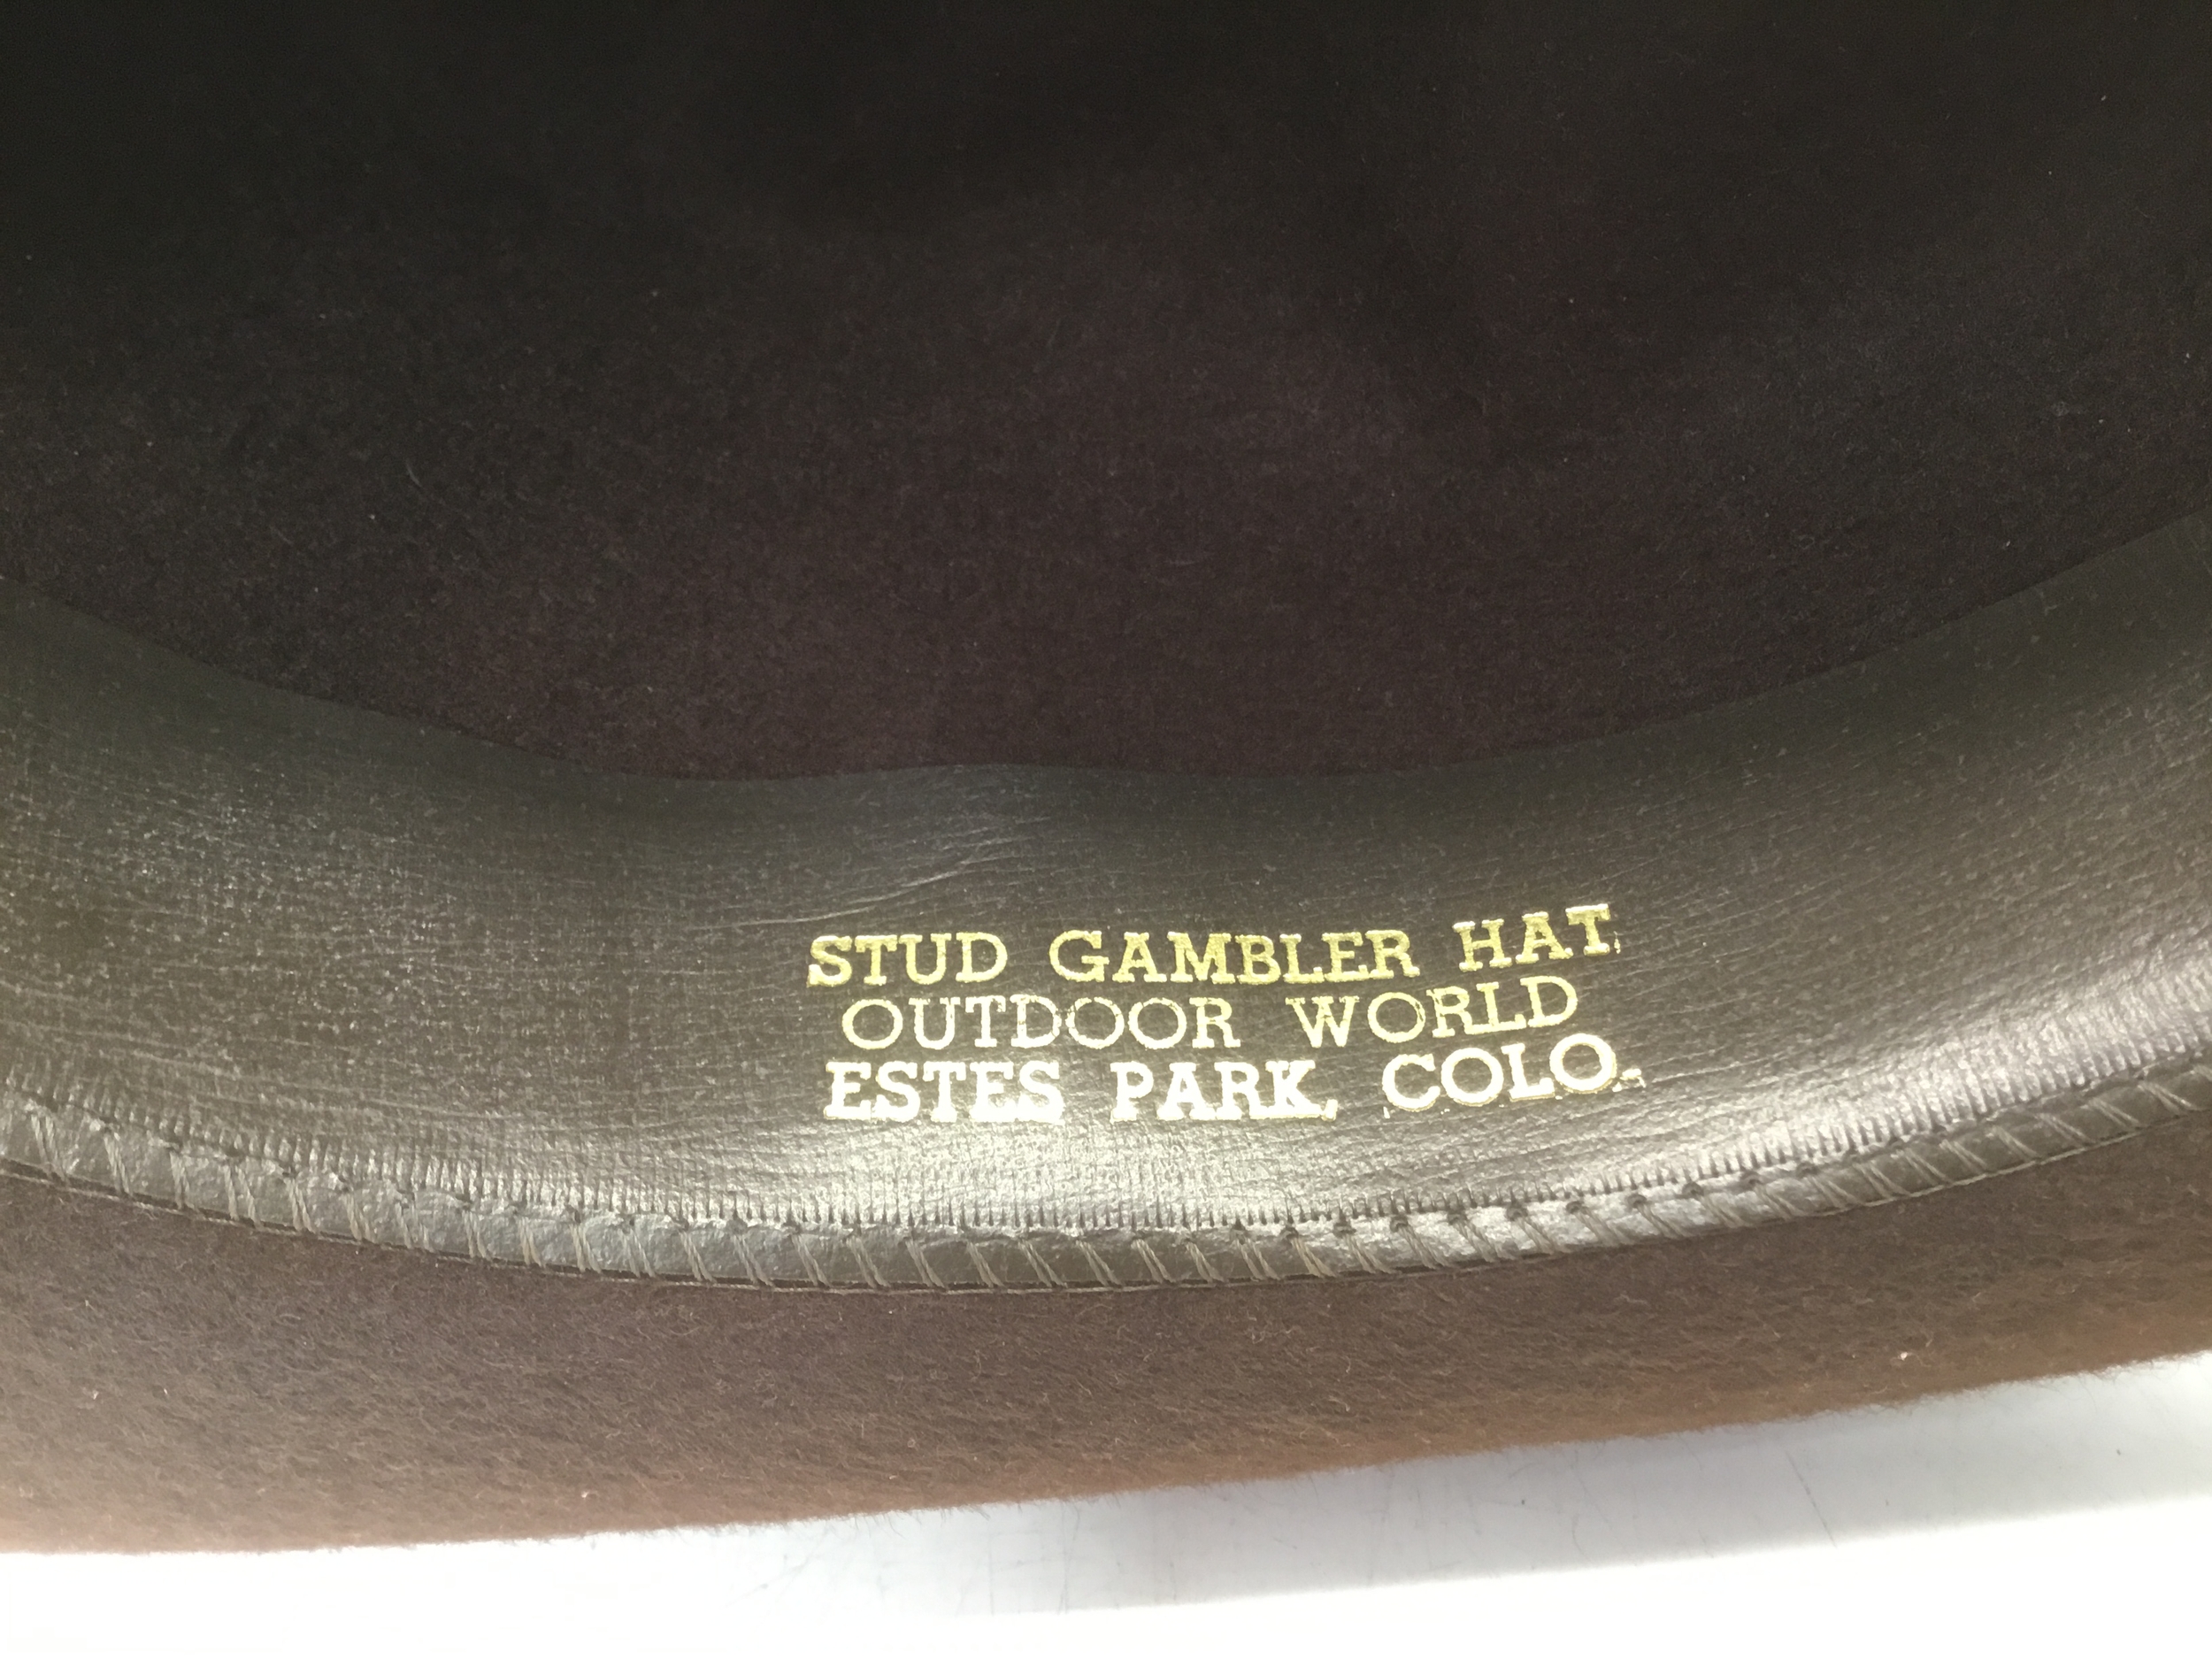 STUD GAMBLER HAT
OUTDOOR WORLD
ESTES PARK, COLO.